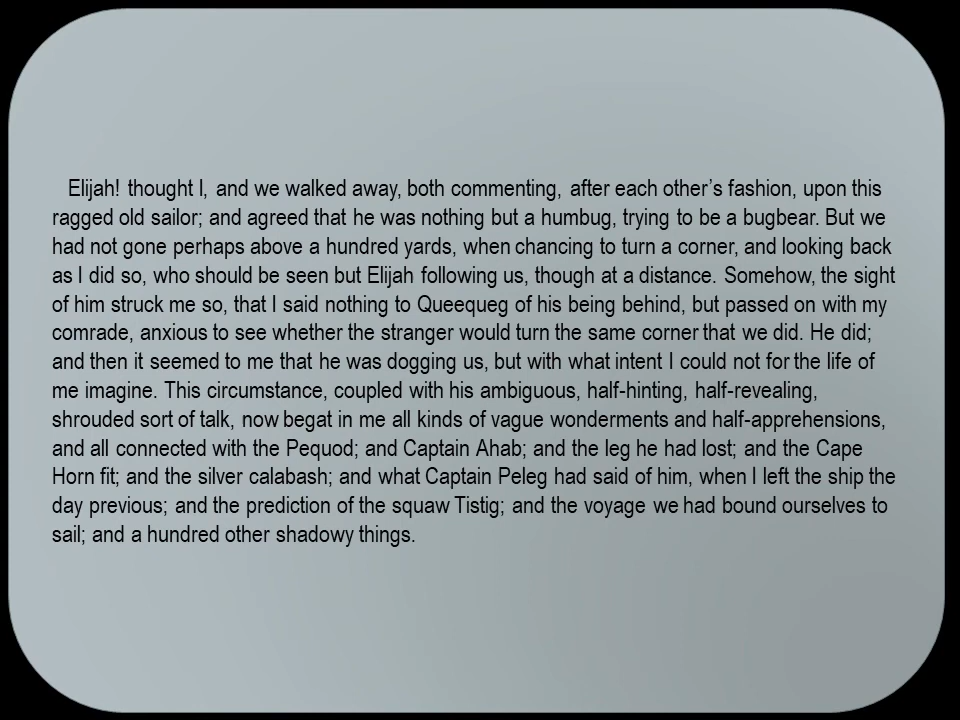 Elijah! thought I, and we walked away, both commenting, after each other’s fashion, upon this
ragged old sailor; and agreed that he was nothing but a humbug, trying to be a bugbear. But we
had not gone perhaps above a hundred yards, when chancing to turn a corner, and looking back
as I did so, who should be seen but Elijah following us, though at a distance. Somehow, the sight
of him struck me so, that I said nothing to Queequeg of his being behind, but passed on with my
comrade, anxious to see whether the stranger would turn the same corner that we did. He did;
and then it seemed to me that he was dogging us, but with what intent I could not for the life of
me imagine. This circumstance, coupled with his ambiguous, half-hinting, half-revealing,
shrouded sort of talk, now begat in me all kinds of vague wonderments and half-apprehensions,
and all connected with the Pequod; and Captain Ahab; and the leg he had lost; and the Cape
Horn fit; and the silver calabash; and what Captain Peleg had said of him, when I left the ship the
day previous; and the prediction of the squaw Tistig; and the voyage we had bound ourselves to
sail; and a hundred other shadowy things.